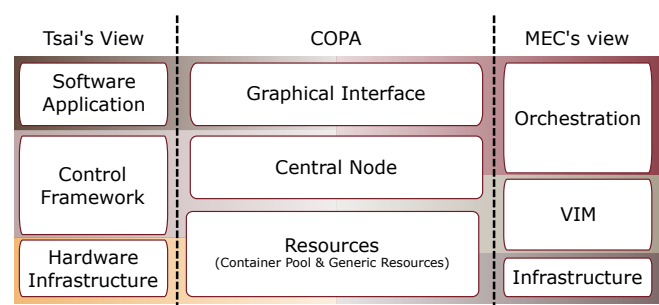 Tsai's View
COPA
MEC's view
Software
Application
Graphical Interface
Orchestration
Control
Framework
Central Node
VIM
Hardware
Infrastructure
Resources
(Container Pool & Generic Resources)
Infrastructure